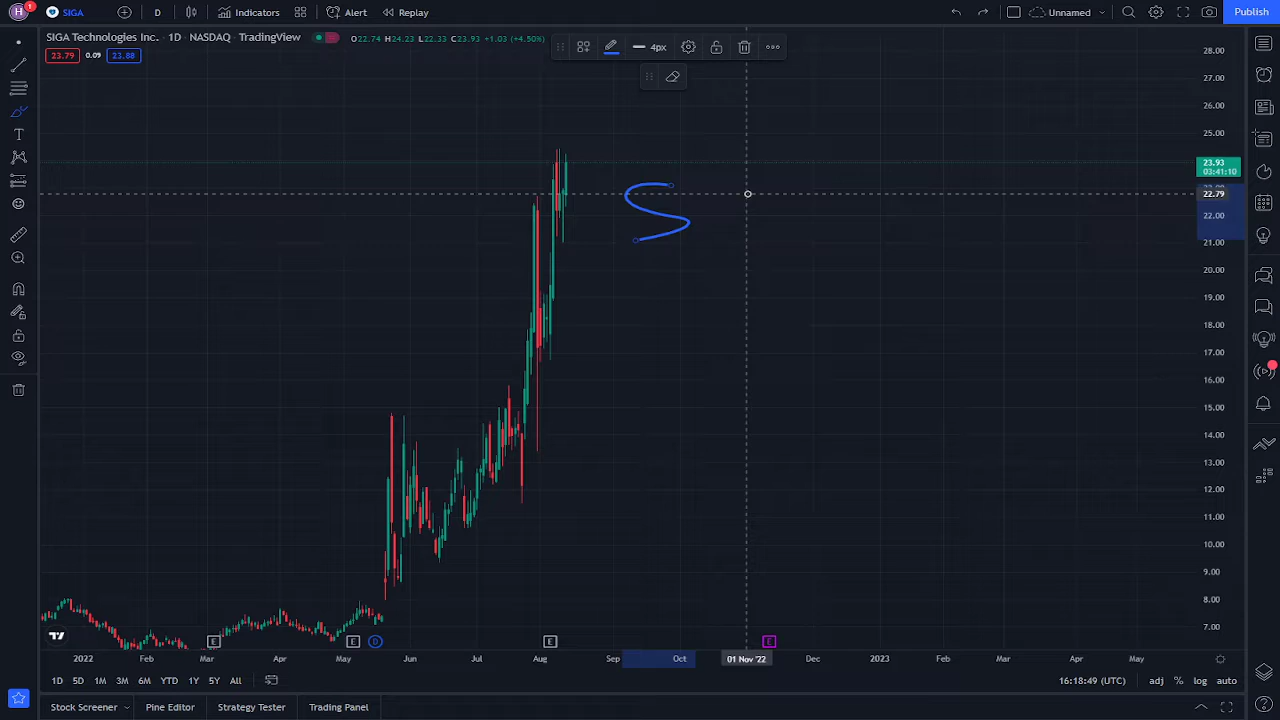 H 1 SIGA D Indicators Alert Replay Unnamed Publish
SIGA Technologies Inc. · 1D · NASDAQ · TradingView O22.74 H24.23 L22.33 C23.93 +1.03 (+4.50%)
4px
23.79 0.09 23.88
28.00
27.00
26.00
25.00
23.93
03:41:10
22.79
22.00
21.00
20.00
19.00
18.00
17.00
16.00
15.00
14.00
13.00
12.00
11.00
10.00
9.00
8.00
7.00
S
E E D E E
2022 Feb Mar Apr May Jun Jul Aug Sep Oct 01 Nov '22 Dec 2023 Feb Mar Apr May
1D 5D 1M 3M 6M YTD 1Y 5Y All 16:18:49 (UTC) adj % log auto
Stock Screener Pine Editor Strategy Tester Trading Panel